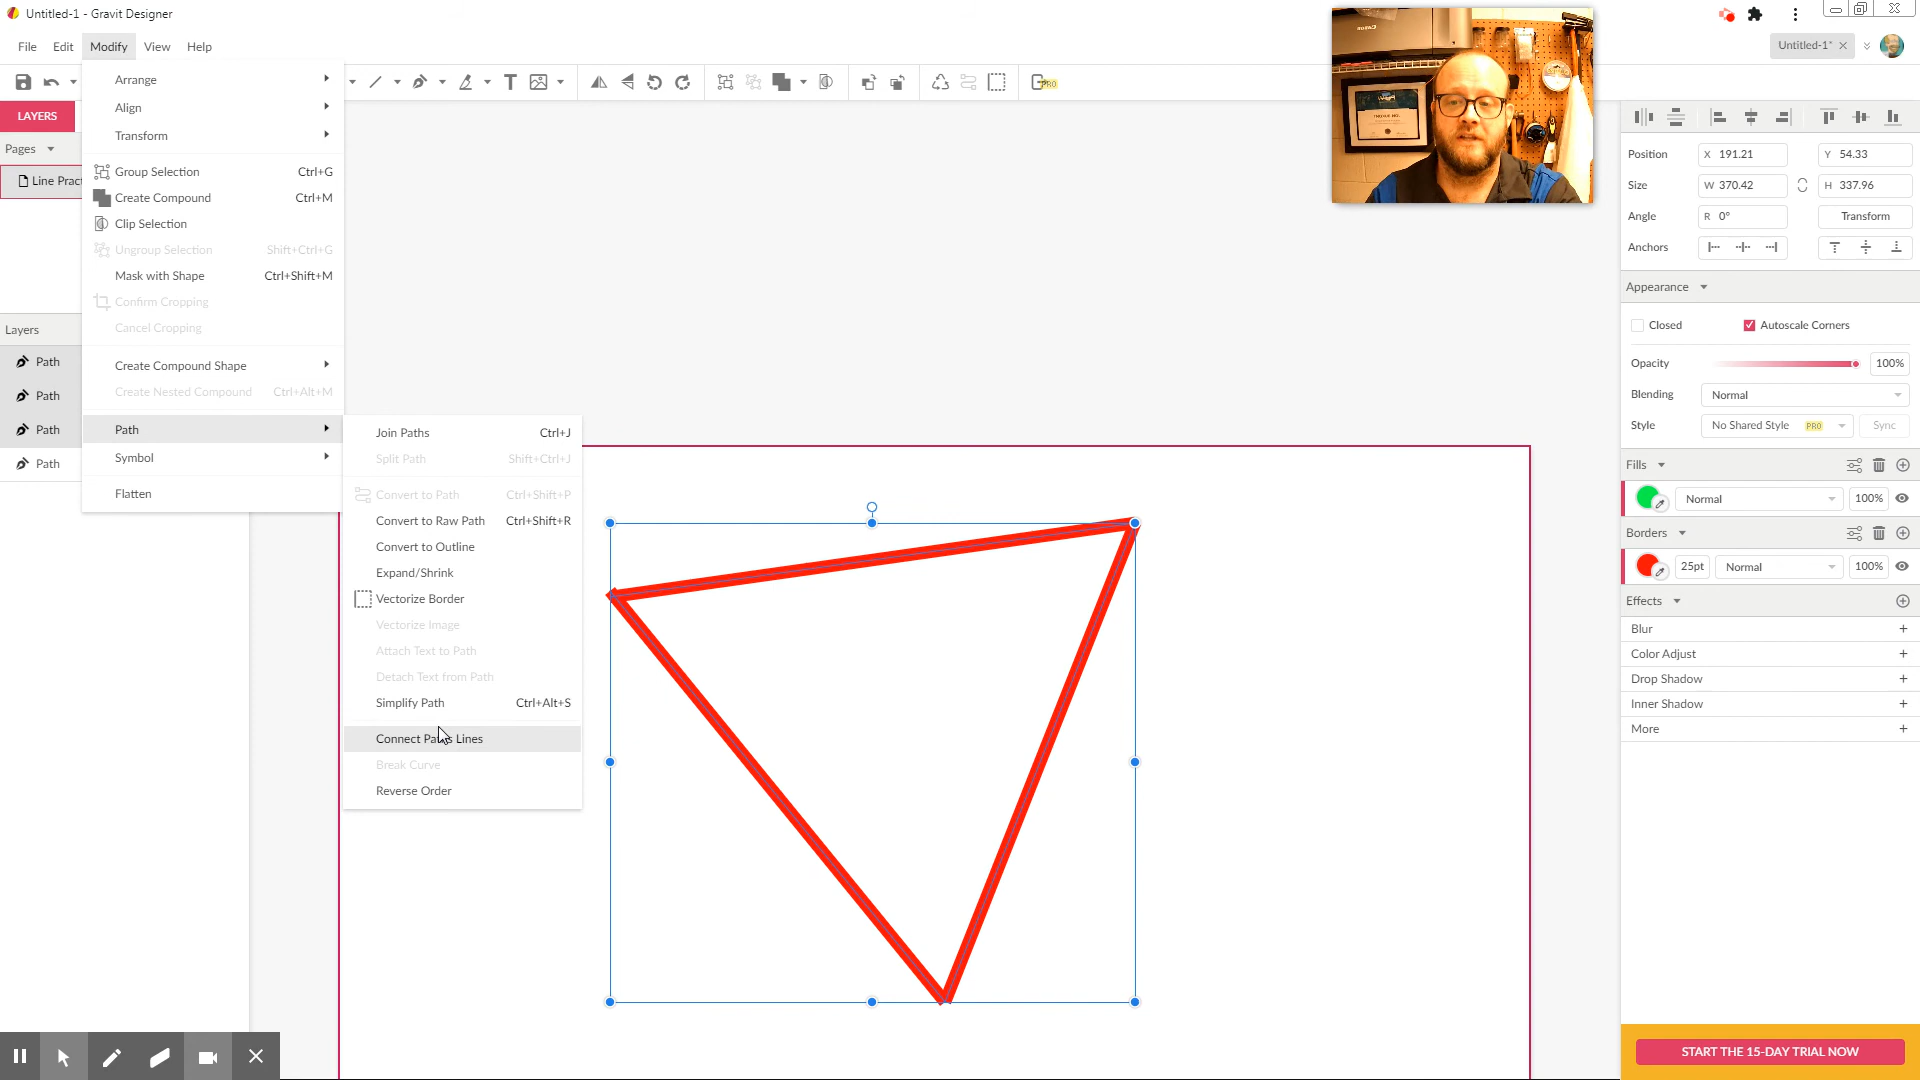 Untitled-1 - Gravit Designer
File Edit Modify View Help
Untitled-1*
PRO
LAYERS
Pages
Line Prac
Layers
Path
Path
Path
Path
Arrange
Align
Transform
Group Selection Ctrl+G
Create Compound Ctrl+M
Clip Selection
Ungroup Selection Shift+Ctrl+G
Mask with Shape Ctrl+Shift+M
Confirm Cropping
Cancel Cropping
Create Compound Shape
Create Nested Compound Ctrl+Alt+M
Path
Symbol
Flatten
Join Paths Ctrl+J
Split Path Shift+Ctrl+J
Convert to Path Ctrl+Shift+P
Convert to Raw Path Ctrl+Shift+R
Convert to Outline
Expand/Shrink
Vectorize Border
Vectorize Image
Attach Text to Path
Detach Text from Path
Simplify Path Ctrl+Alt+S
Connect Paths Lines
Break Curve
Reverse Order
Position X 191.21 Y 54.33
Size W 370.42 H 337.96
Angle R 0° Transform
Anchors
Appearance
Closed Autoscale Corners
Opacity 100%
Blending Normal
Style No Shared Style PRO Sync
Fills
Normal 100%
Borders
25pt Normal 100%
Effects
Blur +
Color Adjust +
Drop Shadow +
Inner Shadow +
More +
START THE 15-DAY TRIAL NOW